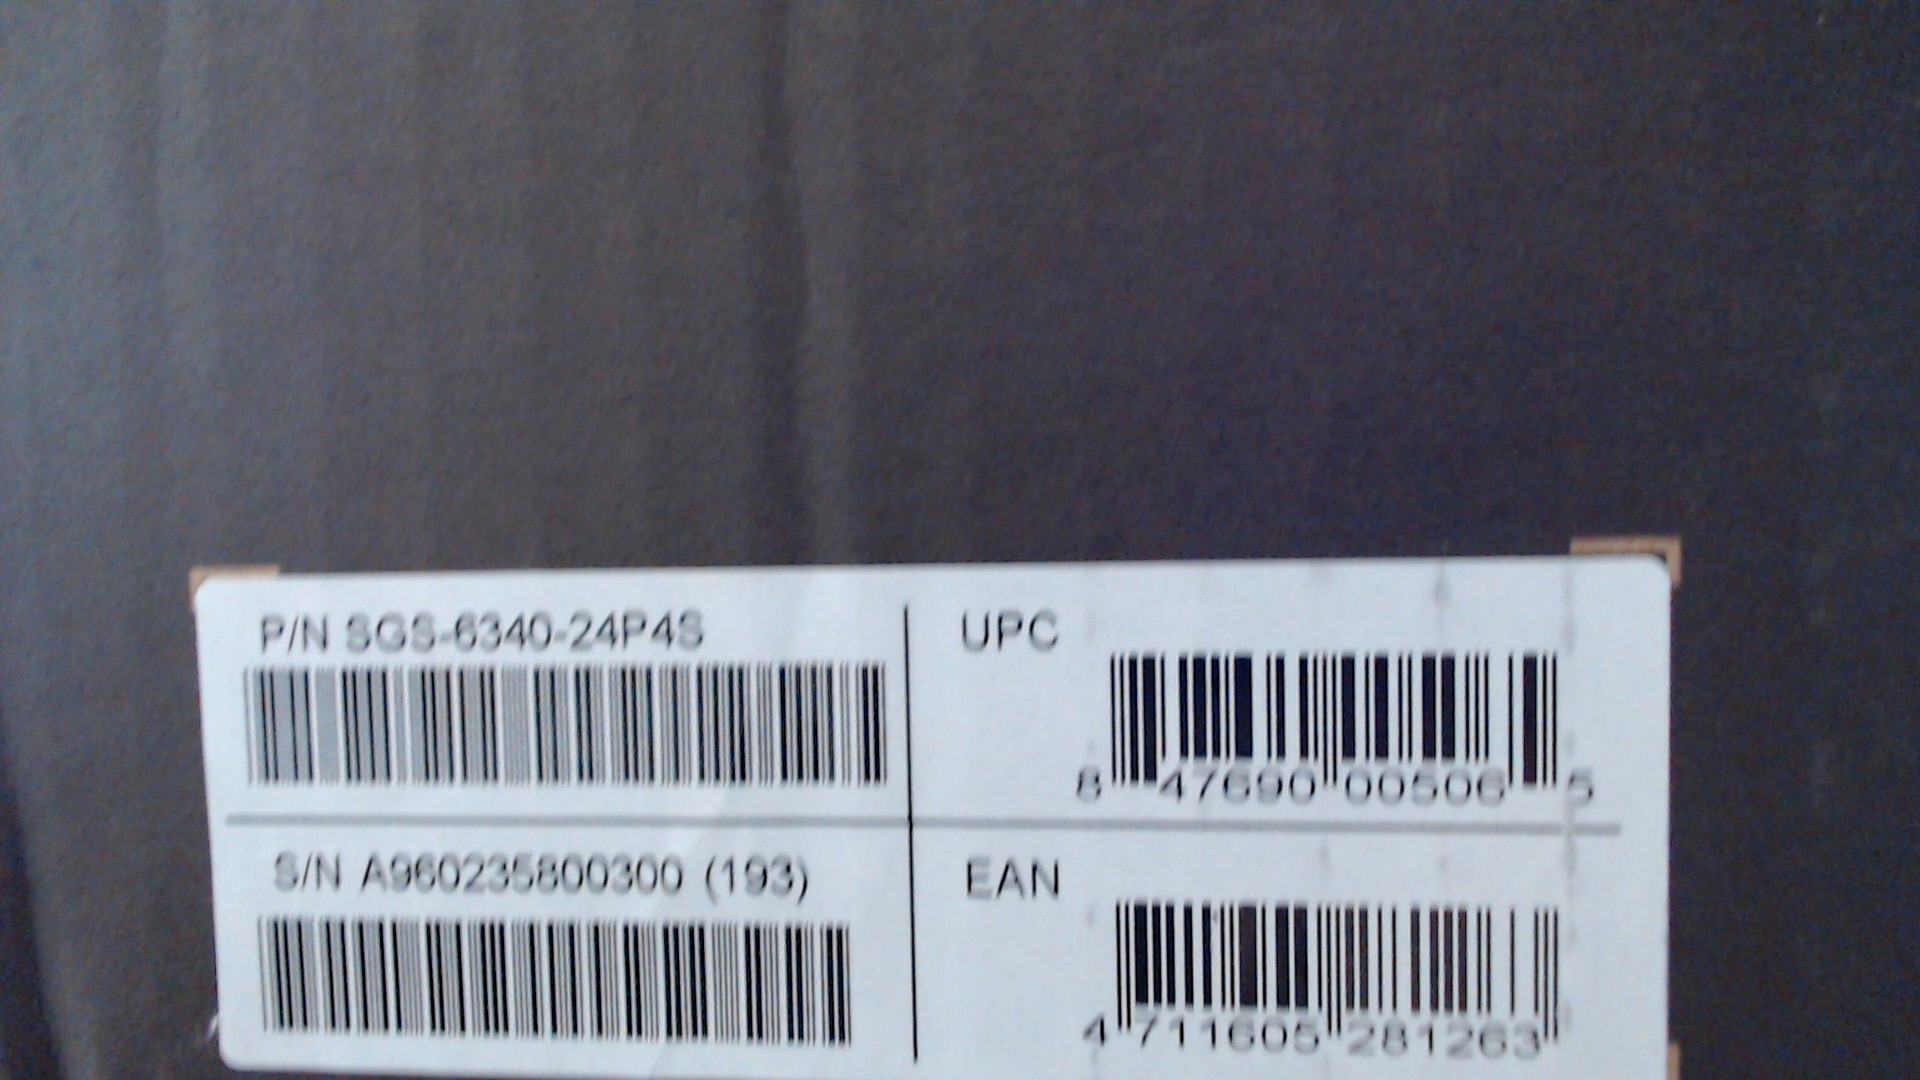 P/N SGS-6340-24P4S
UPC
8 47690 00506 5
S/N A960235800300 (193)
EAN
4 711605 281263